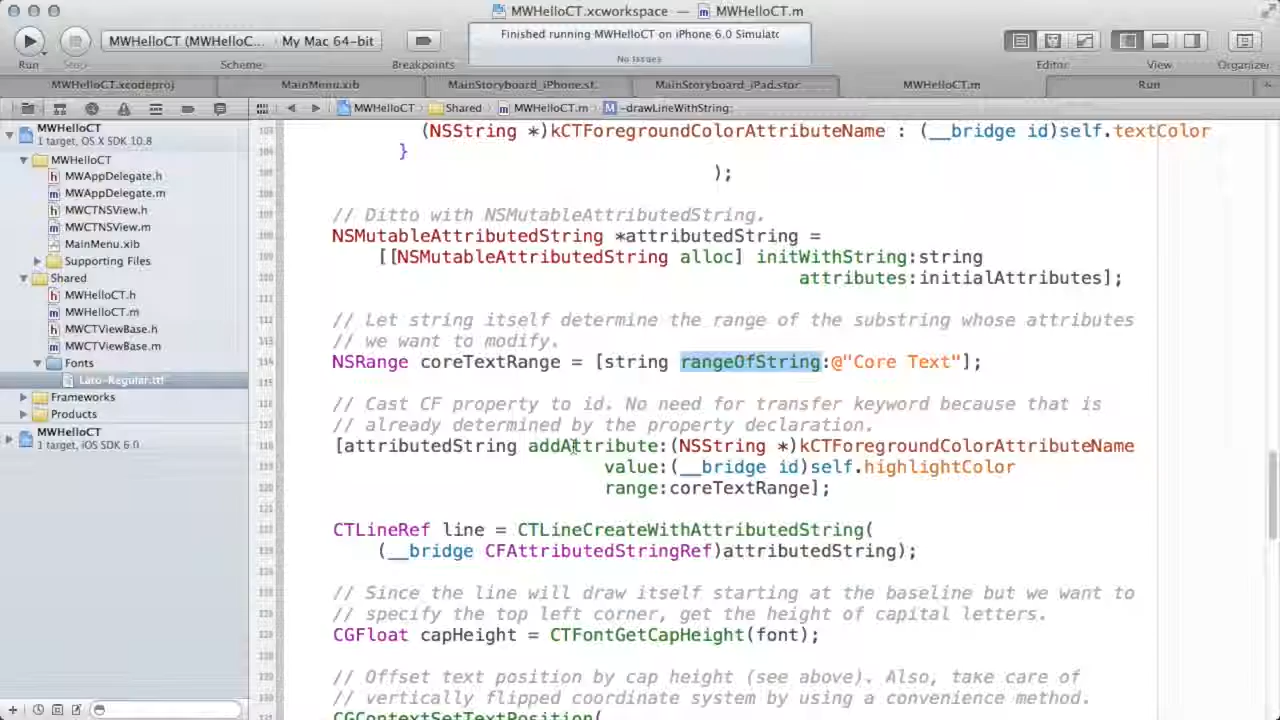 MWHelloCT.xcworkspace — MWHelloCT.m
MWHelloCT (MWHelloC... My Mac 64-bit
Finished running MWHelloCT on iPhone 6.0 Simulator
No Issues
Run Stop Scheme Breakpoints Editor View Organizer
MWHelloCT.xcodeproj MainMenu.xib MainStoryboard_iPhone.st. MainStoryboard_iPad.stor MWHelloCT.m Run
MWHelloCT Shared MWHelloCT.m M -drawLineWithString:
MWHelloCT
1 target, OS X SDK 10.8
MWHelloCT
h MWAppDelegate.h
m MWAppDelegate.m
h MWCTNSView.h
m MWCTNSView.m
MainMenu.xib
Supporting Files
Shared
h MWHelloCT.h
m MWHelloCT.m
h MWCTViewBase.h
m MWCTViewBase.m
Fonts
Lato-Regular.ttf
Frameworks
Products
MWHelloCT
1 target, iOS SDK 6.0
(NSString *)kCTForegroundColorAttributeName : (__bridge id)self.textColor
}
);
// Ditto with NSMutableAttributedString.
NSMutableAttributedString *attributedString =
[[NSMutableAttributedString alloc] initWithString:string
attributes:initialAttributes];
// Let string itself determine the range of the substring whose attributes
// we want to modify.
NSRange coreTextRange = [string rangeOfString:@"Core Text"];
// Cast CF property to id. No need for transfer keyword because that is
// already determined by the property declaration.
[attributedString addAttribute:(NSString *)kCTForegroundColorAttributeName
value:(__bridge id)self.highlightColor
range:coreTextRange];
CTLineRef line = CTLineCreateWithAttributedString(
(__bridge CFAttributedStringRef)attributedString);
// Since the line will draw itself starting at the baseline but we want to
// specify the top left corner, get the height of capital letters.
CGFloat capHeight = CTFontGetCapHeight(font);
// Offset text position by cap height (see above). Also, take care of
// vertically flipped coordinate system by using a convenience method.
CGContextSetTextPosition(